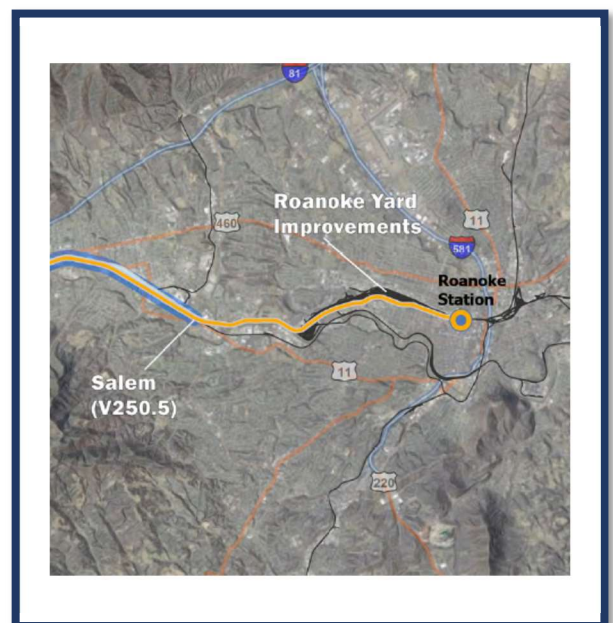 81
Roanoke Yard
Improvements
460
11
581
Roanoke
Station
11
Salem
(V250.5)
220